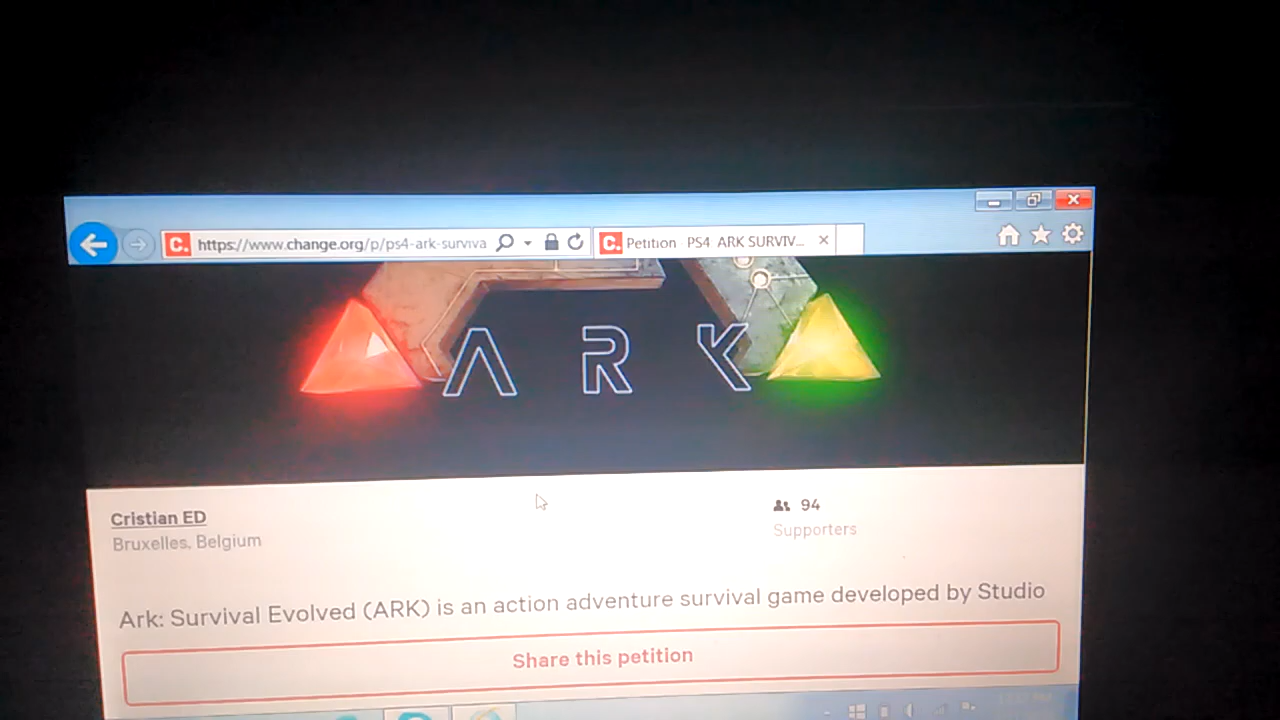 C. https://www.change.org/p/ps4-ark-surviva
C. Petition · PS4 ARK SURVIV...
ARK
Cristian ED
Bruxelles, Belgium
94
Supporters
Ark: Survival Evolved (ARK) is an action adventure survival game developed by Studio
Share this petition